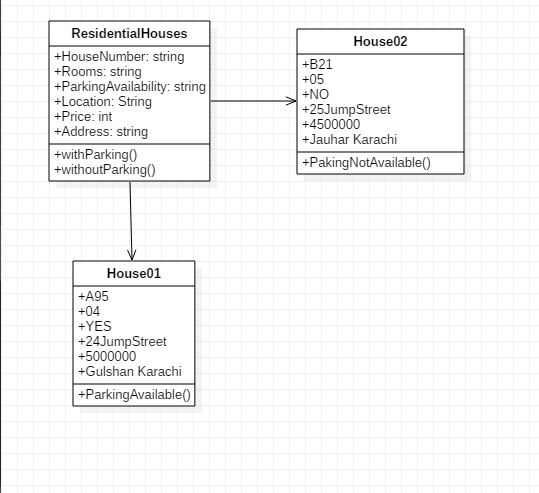 ResidentialHouses
+HouseNumber: string
+Rooms: string
+ParkingAvailability: string
+Location: String
+Price: int
+Address: string
+withParking()
+withoutParking()
House02
+B21
+05
+NO
+25JumpStreet
+4500000
+Jauhar Karachi
+PakingNotAvailable()
House01
+A95
+04
+YES
+24JumpStreet
+5000000
+Gulshan Karachi
+ParkingAvailable()